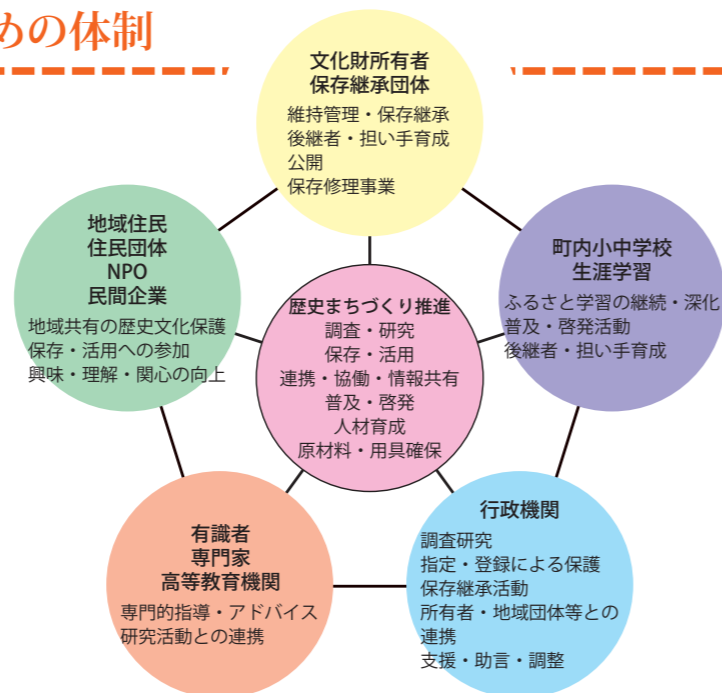 めの体制
文化財所有者
保存継承団体
維持管理・保存継承
後継者・担い手育成
公開
保存修理事業
地域住民
住民団体
NPO
民間企業
地域共有の歴史文化保護
保存・活用への参加
興味・理解・関心の向上
町内小中学校
生涯学習
ふるさと学習の継続・深化
普及・啓発活動
後継者・担い手育成
歴史まちづくり推進
調査・研究
保存・活用
連携・協働・情報共有
普及・啓発
人材育成
原材料・用具確保
有識者
専門家
高等教育機関
専門的指導・アドバイス
研究活動との連携
行政機関
調査研究
指定・登録による保護
保存継承活動
所有者・地域団体等との
連携
支援・助言・調整